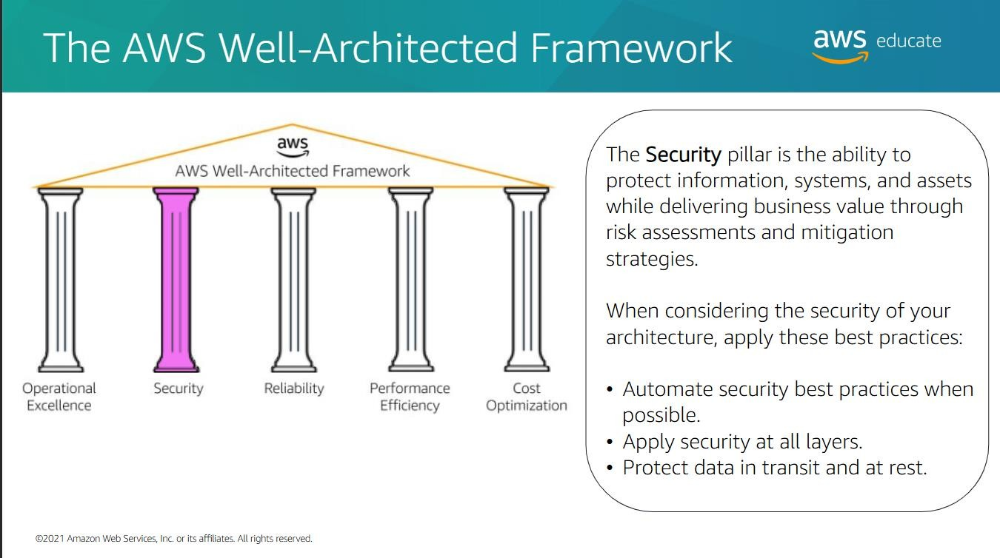 The AWS Well-Architected Framework
aws educate
aws
AWS Well-Architected Framework
Operational
Excellence
Security
Reliability
Performance
Efficiency
Cost
Optimization
The Security pillar is the ability to
protect information, systems, and assets
while delivering business value through
risk assessments and mitigation
strategies.
When considering the security of your
architecture, apply these best practices:
• Automate security best practices when
possible.
• Apply security at all layers.
• Protect data in transit and at rest.
©2021 Amazon Web Services, Inc. or its affiliates. All rights reserved.